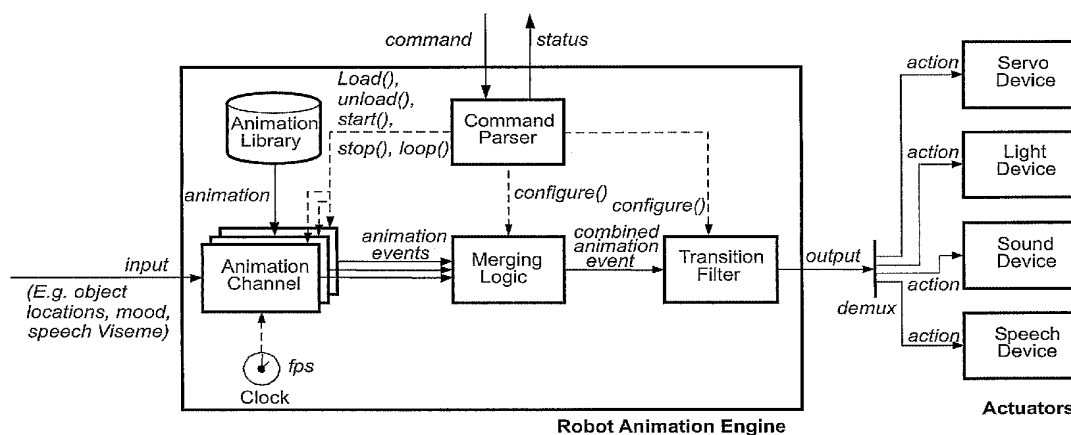 command
status
Load(),
unload(),
start(),
stop(), loop()
Animation
Library
Command
Parser
animation
configure()
configure()
input
(E.g. object
locations, mood,
speech Viseme)
Animation
Channel
animation
events
Merging
Logic
combined
animation
event
Transition
Filter
output
demux
fps
Clock
Robot Animation Engine
action
Servo
Device
action
Light
Device
action
Sound
Device
action
Speech
Device
Actuators